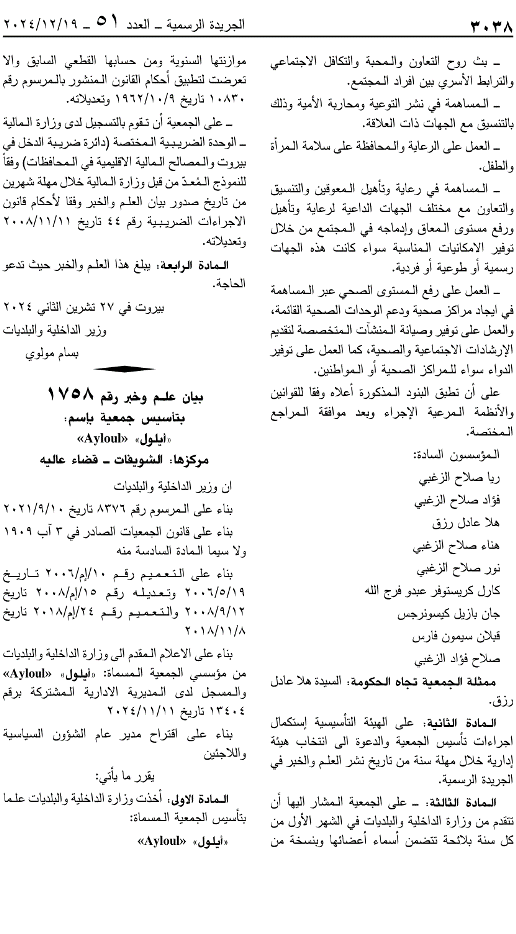 ٣٠٣٨
الجريدة الرسمية – العدد ٥١ – ٢٠٢٤/١٢/١٩
– بث روح التعاون والمحبة والتكافل الاجتماعي
والترابط الأسري بين افراد المجتمع.
– المساهمة في نشر التوعية ومحاربة الأمية وذلك
بالتنسيق مع الجهات ذات العلاقة.
– العمل على الرعاية والمحافظة على سلامة المرأة
والطفل.
– المساهمة في رعاية وتأهيل المعوقين والتنسيق
والتعاون مع مختلف الجهات الداعية لرعاية وتأهيل
ورفع مستوى المعاق وإدماجه في المجتمع من خلال
توفير الامكانيات المناسبة سواء كانت هذه الجهات
رسمية أو طوعية أو فردية.
– العمل على رفع المستوى الصحي عبر المساهمة
في ايجاد مراكز صحية ودعم الوحدات الصحية القائمة،
والعمل على توفير وصيانة المنشآت المتخصصة لتقديم
الإرشادات الاجتماعية والصحية، كما العمل على توفير
الدواء سواء للمراكز الصحية أو المواطنين.
على أن تطبق البنود المذكورة أعلاه وفقا للقوانين
والأنظمة المرعية الإجراء وبعد موافقة المراجع
المختصة.
المؤسسون السادة:
ربا صلاح الزغبي
فؤاد صلاح الزغبي
هلا عادل رزق
هناء صلاح الزغبي
نور صلاح الزغبي
كارل كريستوفر عبدو فرج الله
جان بازيل كيسونرجس
قبلان سيمون فارس
صلاح فؤاد الزغبي
ممثلة الجمعية تجاه الحكومة: السيدة هلا عادل
رزق.
المادة الثانية: على الهيئة التأسيسية إستكمال
اجراءات تأسيس الجمعية والدعوة الى انتخاب هيئة
إدارية خلال مهلة سنة من تاريخ نشر العلم والخبر في
الجريدة الرسمية.
المادة الثالثة: – على الجمعية المشار اليها أن
تتقدم من وزارة الداخلية والبلديات في الشهر الأول من
كل سنة بلائحة تتضمن أسماء أعضائها وبنسخة من
موازنتها السنوية ومن حسابها القطعي السابق والا
تعرضت لتطبيق أحكام القانون المنشور بالمرسوم رقم
١٠٨٣٠ تاريخ ١٩٦٢/١٠/٩ وتعديلاته.
– على الجمعية أن تقوم بالتسجيل لدى وزارة المالية
– الوحدة الضريبية المختصة (دائرة ضريبة الدخل في
بيروت والمصالح المالية الاقليمية في المحافظات) وفقاً
للنموذج المُعدّ من قبل وزارة المالية خلال مهلة شهرين
من تاريخ صدور بيان العلم والخبر وفقا لأحكام قانون
الاجراءات الضريبية رقم ٤٤ تاريخ ٢٠٠٨/١١/١١
وتعديلاته.
المادة الرابعة: يبلغ هذا العلم والخبر حيث تدعو
الحاجة.
بيروت في ٢٧ تشرين الثاني ٢٠٢٤
وزير الداخلية والبلديات
بسام مولوي
بيان علم وخبر رقم ١٧٥٨
بتأسيس جمعية بإسم:
«أيلول» «Ayloul»
مركزها: الشويفات – قضاء عاليه
ان وزير الداخلية والبلديات
بناء على المرسوم رقم ٨٣٧٦ تاريخ ٢٠٢١/٩/١٠
بناء على قانون الجمعيات الصادر في ٣ آب ١٩٠٩
ولا سيما المادة السادسة منه
بناء على التعميم رقم ١٠/إم/٢٠٠٦ تاريخ
٢٠٠٦/٥/١٩ وتعديله رقم ١٥/إم/٢٠٠٨ تاريخ
٢٠٠٨/٩/١٢ والتعميم رقم ٢٤/إم/٢٠١٨ تاريخ
٢٠١٨/١١/٨
بناء على الاعلام المقدم الى وزارة الداخلية والبلديات
من مؤسسي الجمعية المسماة: «أيلول» «Ayloul»
والمسجل لدى المديرية الادارية المشتركة برقم
١٣٤٠٤ تاريخ ٢٠٢٤/١١/١١
بناء على اقتراح مدير عام الشؤون السياسية
واللاجئين
يقرر ما يأتي:
المادة الاولى: أخذت وزارة الداخلية والبلديات علما
بتأسيس الجمعية المسماة:
«أيلول» «Ayloul»